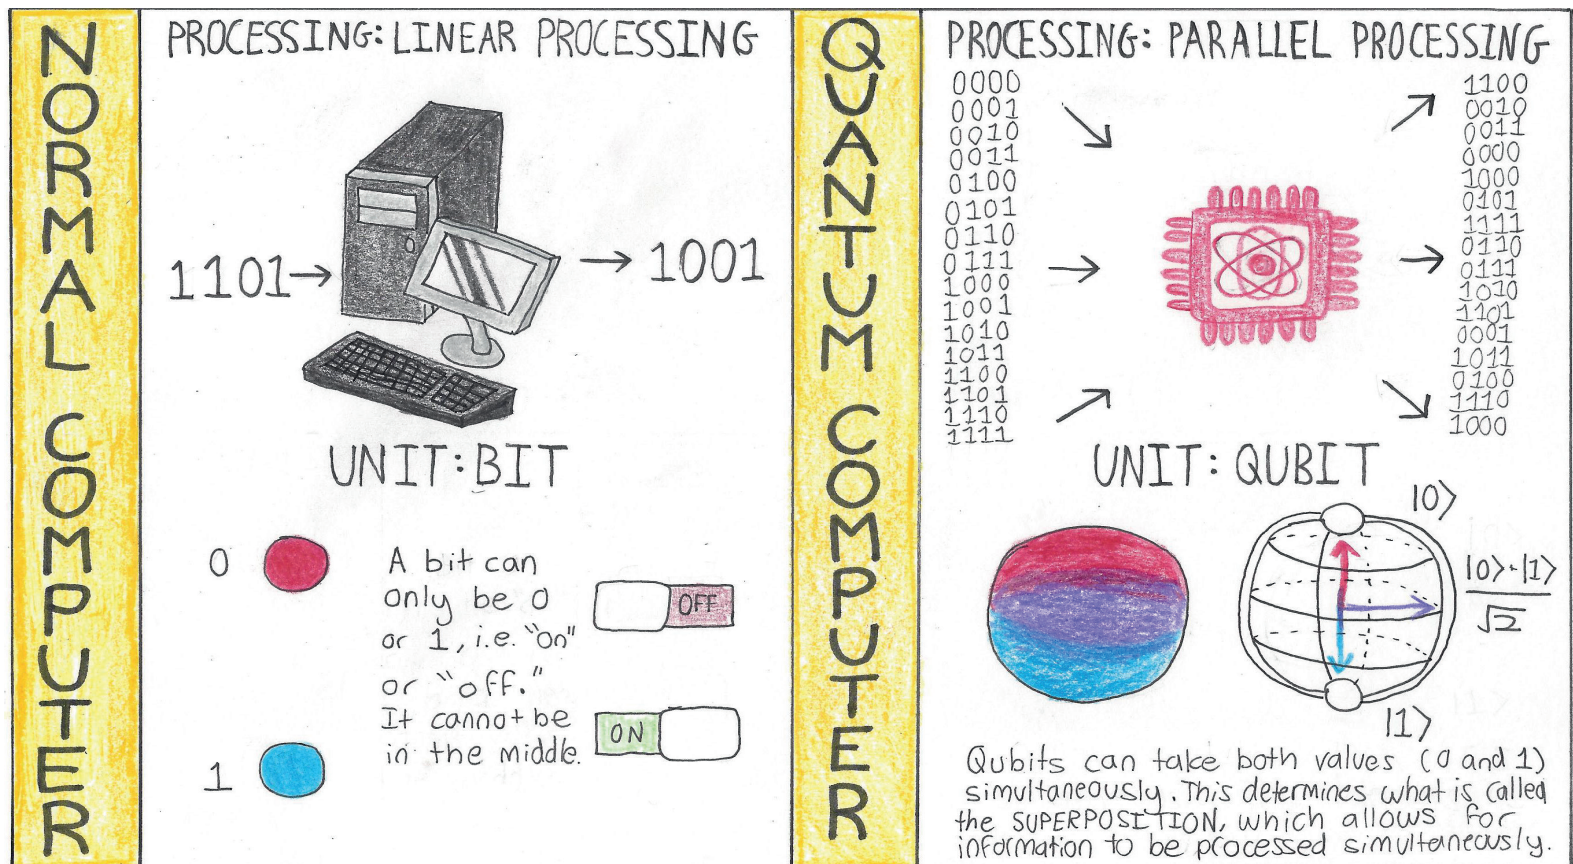 NORMAL COMPUTER
PROCESSING: LINEAR PROCESSING
1101
1001
UNIT: BIT
0
1
A bit can
only be 0
or 1, i.e. "on"
or "off."
It cannot be
in the middle.
OFF
ON
QUANTUM COMPUTER
PROCESSING: PARALLEL PROCESSING
0000
0001
0010
0011
0100
0101
0110
0111
1000
1001
1010
1011
1100
1101
1110
1111
1100
0010
0011
0000
1000
0101
1111
0110
0111
1010
1101
0001
1011
0100
1110
1000
UNIT: QUBIT
|0⟩
|0⟩-|1⟩
√2
|1⟩
Qubits can take both values (0 and 1)
simultaneously. This determines what is called
the SUPERPOSITION, which allows for
information to be processed simultaneously.